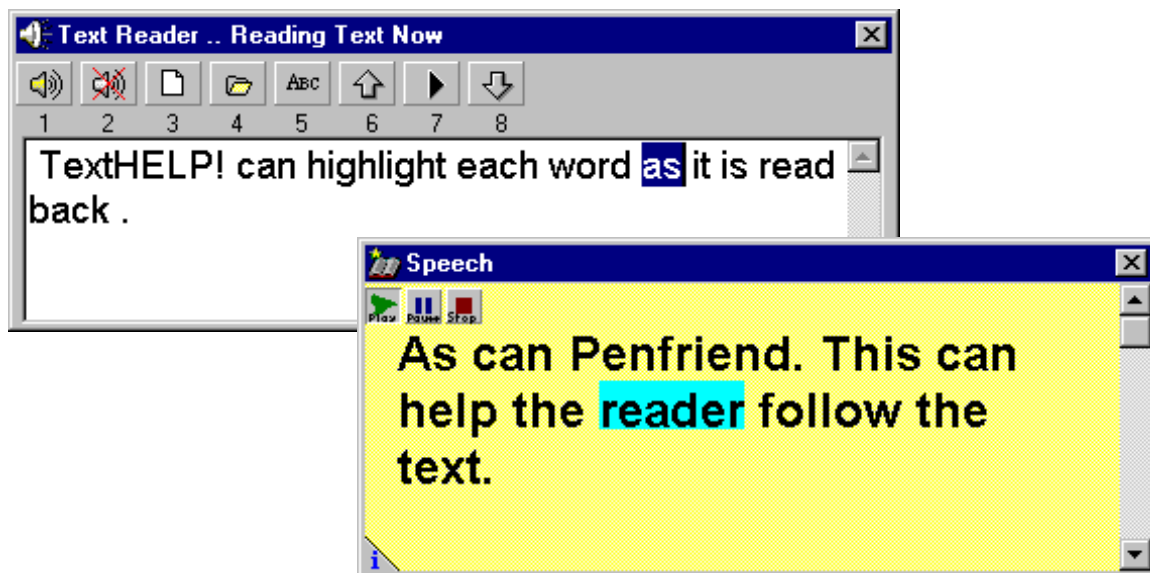 Text Reader .. Reading Text Now
ABC
1 2 3 4 5 6 7 8
TextHELP! can highlight each word as it is read
back .
Speech
Play Pause Stop
As can Penfriend. This can
help the reader follow the
text.
i